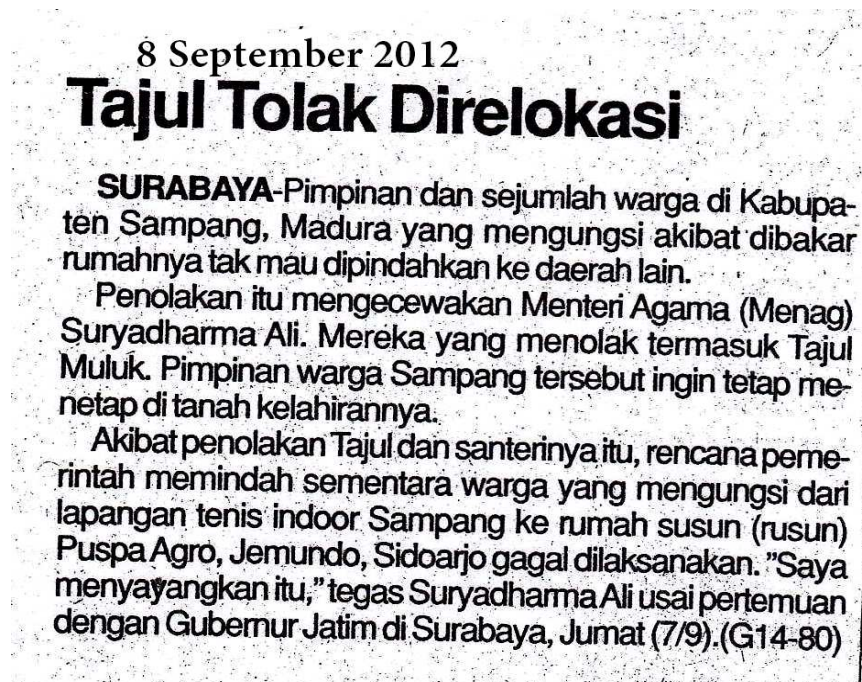 8 September 2012
Tajul Tolak Direlokasi
SURABAYA-Pimpinan dan sejumlah warga di Kabupa-
ten Sampang, Madura yang mengungsi akibat dibakar
rumahnya tak mau dipindahkan ke daerah lain.
Penolakan itu mengecewakan Menteri Agama (Menag)
Suryadharma Ali. Mereka yang menolak termasuk Tajul
Muluk. Pimpinan warga Sampang tersebut ingin tetap me-
netap di tanah kelahirannya.
Akibat penolakan Tajul dan santerinya itu, rencana peme-
rintah memindah sementara warga yang mengungsi dari
lapangan tenis indoor Sampang ke rumah susun (rusun)
Puspa Agro, Jemundo, Sidoarjo gagal dilaksanakan. "Saya
menyayangkan itu," tegas Suryadharma Ali usai pertemuan
dengan Gubernur Jatim di Surabaya, Jumat (7/9).(G14-80)